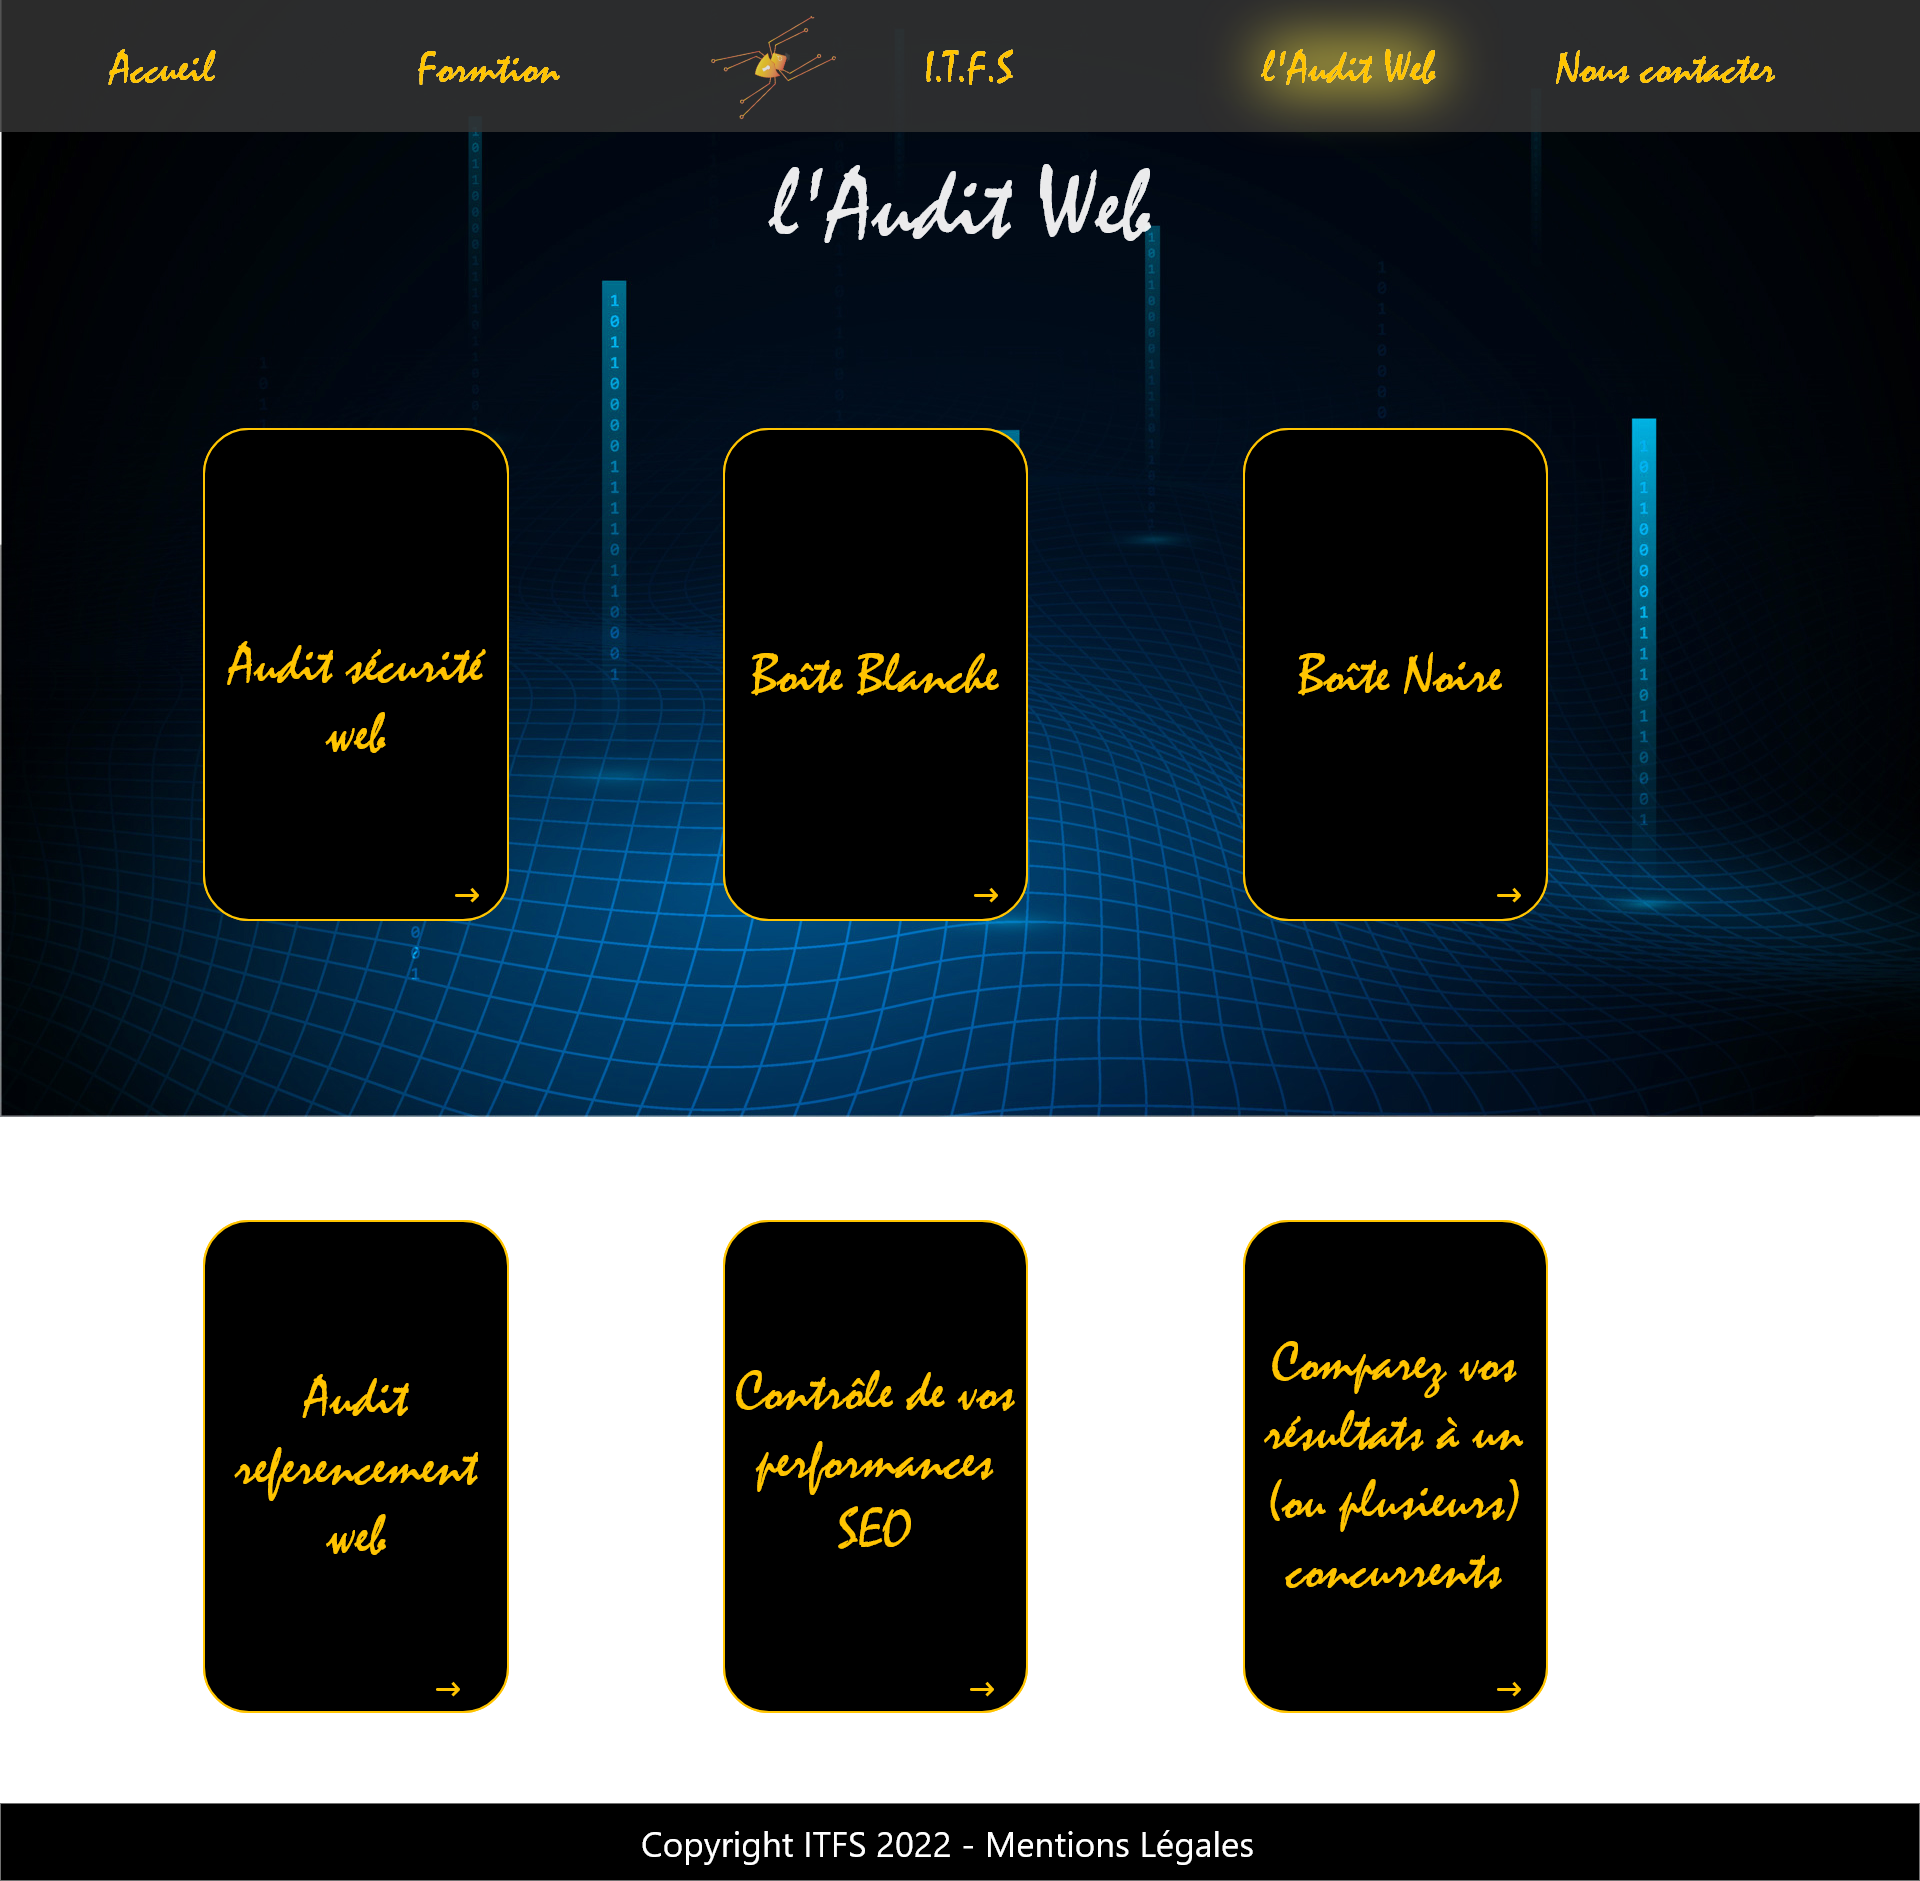 Accueil
Formtion
I.T.F.S
l'Audit Web
Nous contacter
l'Audit Web
Audit sécurité
web
→
Boîte Blanche
→
Boîte Noire
→
Audit
referencement
web
→
Contrôle de vos
performances
SEO
→
Comparez vos
résultats à un
(ou plusieurs)
concurrents
→
Copyright ITFS 2022 - Mentions Légales